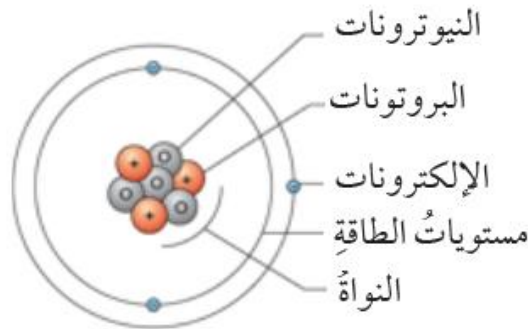 النيوترونات
البروتونات
الإلكترونات
مستوياتُ الطاقةِ
النواةُ
+
+
+